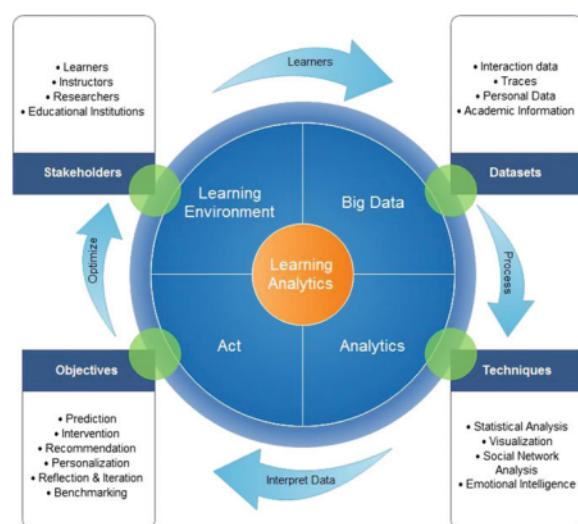 • Learners
• Instructors
• Researchers
• Educational Institutions
Stakeholders
Learners
• Interaction data
• Traces
• Personal Data
• Academic Information
Datasets
Learning
Environment
Big Data
Learning
Analytics
Act
Analytics
Optimize
Process
Objectives
• Prediction
• Intervention
• Recommendation
• Personalization
• Reflection & Iteration
• Benchmarking
Interpret Data
Techniques
• Statistical Analysis
• Visualization
• Social Network
Analysis
• Emotional Intelligence